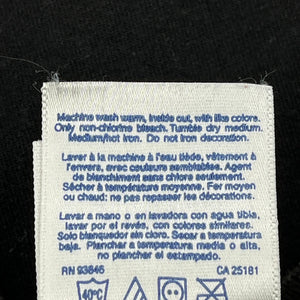 Machine wash warm, inside out, with like colors.
Only non-chlorine bleach. Tumble dry medium.
Medium/hot iron. Do not iron decoration.
Laver à la machine à l'eau tiède, vêtement à
l'envers, avec couleurs semblables. Agent
de blanchiment sans chlore seulement.
Sécher à température moyenne. Fer moyen
ou chaud: ne pas repasser les décorations.
Lavar a mano o en lavadora con agua tibia,
lavar por el revés, con colores similares.
Solo blanquedor sin cloro. Secar a temperatura
baja. Planchar a temperatura media o alta,
no planchar el estampado.
RN 93846 CA 25181
40°C